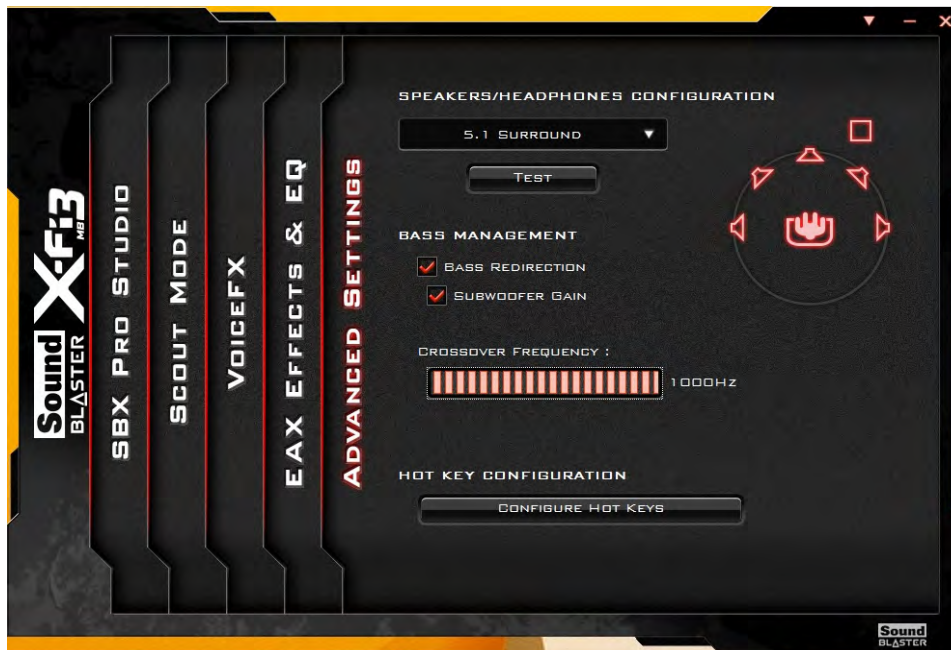 Sound
BLASTER
X-Fi3
MB
SBX Pro Studio
Scout Mode
VoiceFX
EAX Effects & EQ
Advanced Settings
Speakers/Headphones Configuration
5.1 Surround
Test
Bass Management
Bass Redirection
Subwoofer Gain
Crossover Frequency :
1000Hz
Hot Key Configuration
Configure Hot Keys
Sound
BLASTER